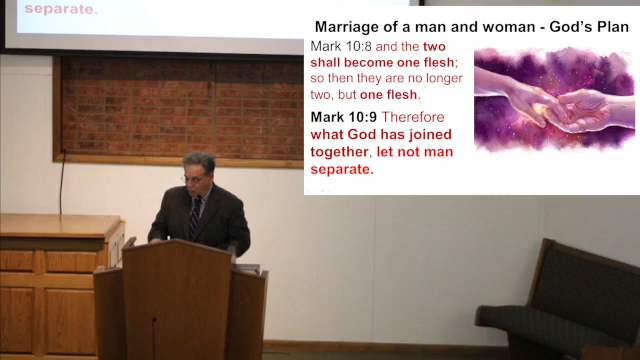 separate.
Marriage of a man and woman - God's Plan
Mark 10:8 and the two
shall become one flesh;
so then they are no longer
two, but one flesh.
Mark 10:9 Therefore
what God has joined
together, let not man
separate.